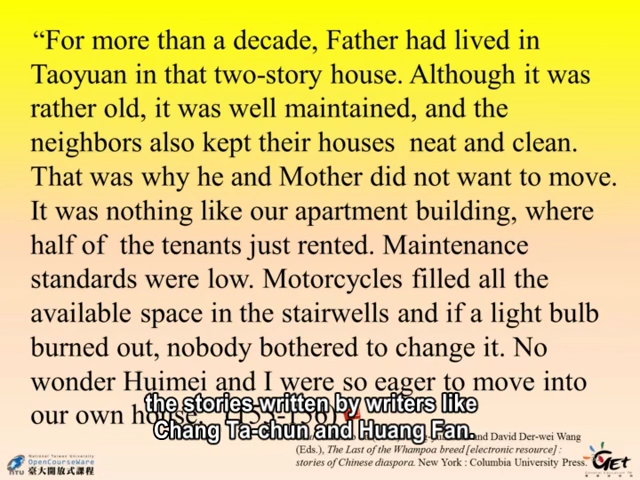 “For more than a decade, Father had lived in
Taoyuan in that two-story house. Although it was
rather old, it was well maintained, and the
neighbors also kept their houses neat and clean.
That was why he and Mother did not want to move.
It was nothing like our apartment building, where
half of the tenants just rented. Maintenance
standards were low. Motorcycles filled all the
available space in the stairwells and if a light bulb
burned out, nobody bothered to change it. No
wonder Huimei and I were so eager to move into
our own house
the stories written by writers like
Chang Ta-chun and Huang Fan.
and David Der-wei Wang
(Eds.), The Last of the Whampoa breed [electronic resource] :
stories of Chinese diaspora. New York : Columbia University Press.
National Taiwan University
OpenCourseWare
NTU 臺大開放式課程
GET